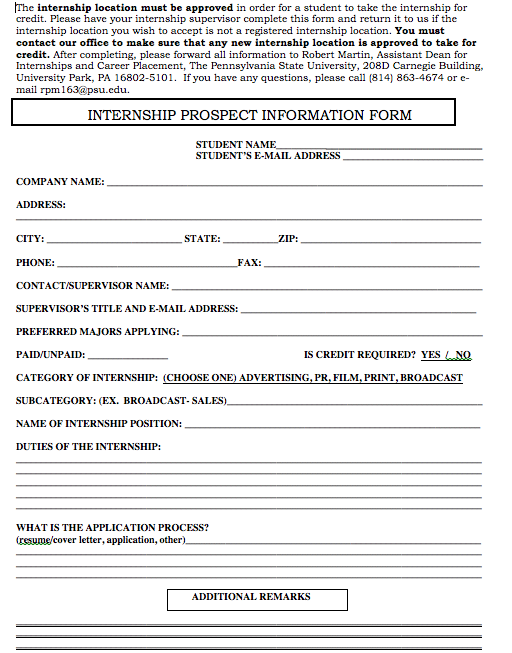 The internship location must be approved in order for a student to take the internship for
credit. Please have your internship supervisor complete this form and return it to us if the
internship location you wish to accept is not a registered internship location. You must
contact our office to make sure that any new internship location is approved to take for
credit. After completing, please forward all information to Robert Martin, Assistant Dean for
Internships and Career Placement, The Pennsylvania State University, 208D Carnegie Building,
University Park, PA 16802-5101. If you have any questions, please call (814) 863-4674 or e-
mail rpm163@psu.edu.
INTERNSHIP PROSPECT INFORMATION FORM
STUDENT NAME
STUDENT'S E-MAIL ADDRESS
COMPANY NAME:
ADDRESS:
CITY: STATE: ZIP:
PHONE: FAX:
CONTACT/SUPERVISOR NAME:
SUPERVISOR'S TITLE AND E-MAIL ADDRESS:
PREFERRED MAJORS APPLYING:
PAID/UNPAID: IS CREDIT REQUIRED? YES / NO
CATEGORY OF INTERNSHIP: (CHOOSE ONE) ADVERTISING, PR, FILM, PRINT, BROADCAST
SUBCATEGORY: (EX. BROADCAST- SALES)
NAME OF INTERNSHIP POSITION:
DUTIES OF THE INTERNSHIP:
WHAT IS THE APPLICATION PROCESS?
(resume/cover letter, application, other)
ADDITIONAL REMARKS